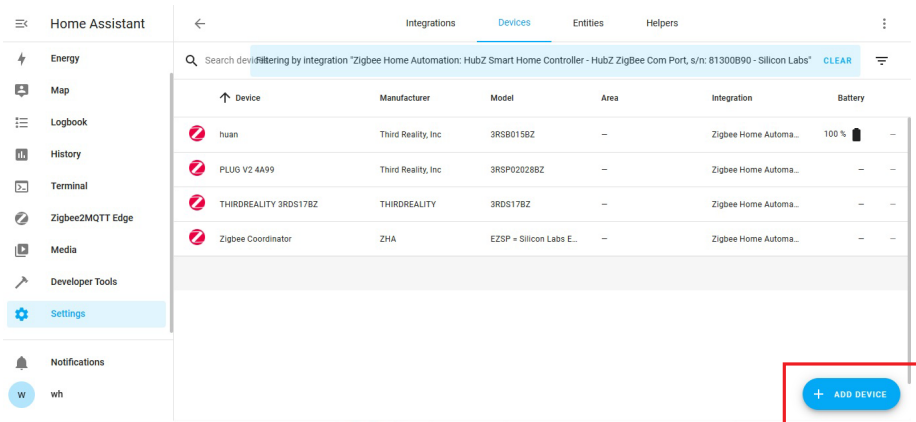 Home Assistant
Integrations Devices Entities Helpers
Energy
Map
Logbook
History
Terminal
Zigbee2MQTT Edge
Media
Developer Tools
Settings
Notifications
w wh
Search devi Filtering by integration "Zigbee Home Automation: HubZ Smart Home Controller - HubZ ZigBee Com Port, s/n: 81300B90 - Silicon Labs" CLEAR
Device Manufacturer Model Area Integration Battery
huan Third Reality, Inc 3RSB015BZ – Zigbee Home Automa... 100 % –
PLUG V2 4A99 Third Reality, Inc 3RSP02028BZ – Zigbee Home Automa... – –
THIRDREALITY 3RDS17BZ THIRDREALITY 3RDS17BZ – Zigbee Home Automa... – –
Zigbee Coordinator ZHA EZSP = Silicon Labs E... – Zigbee Home Automa... – –
+ ADD DEVICE